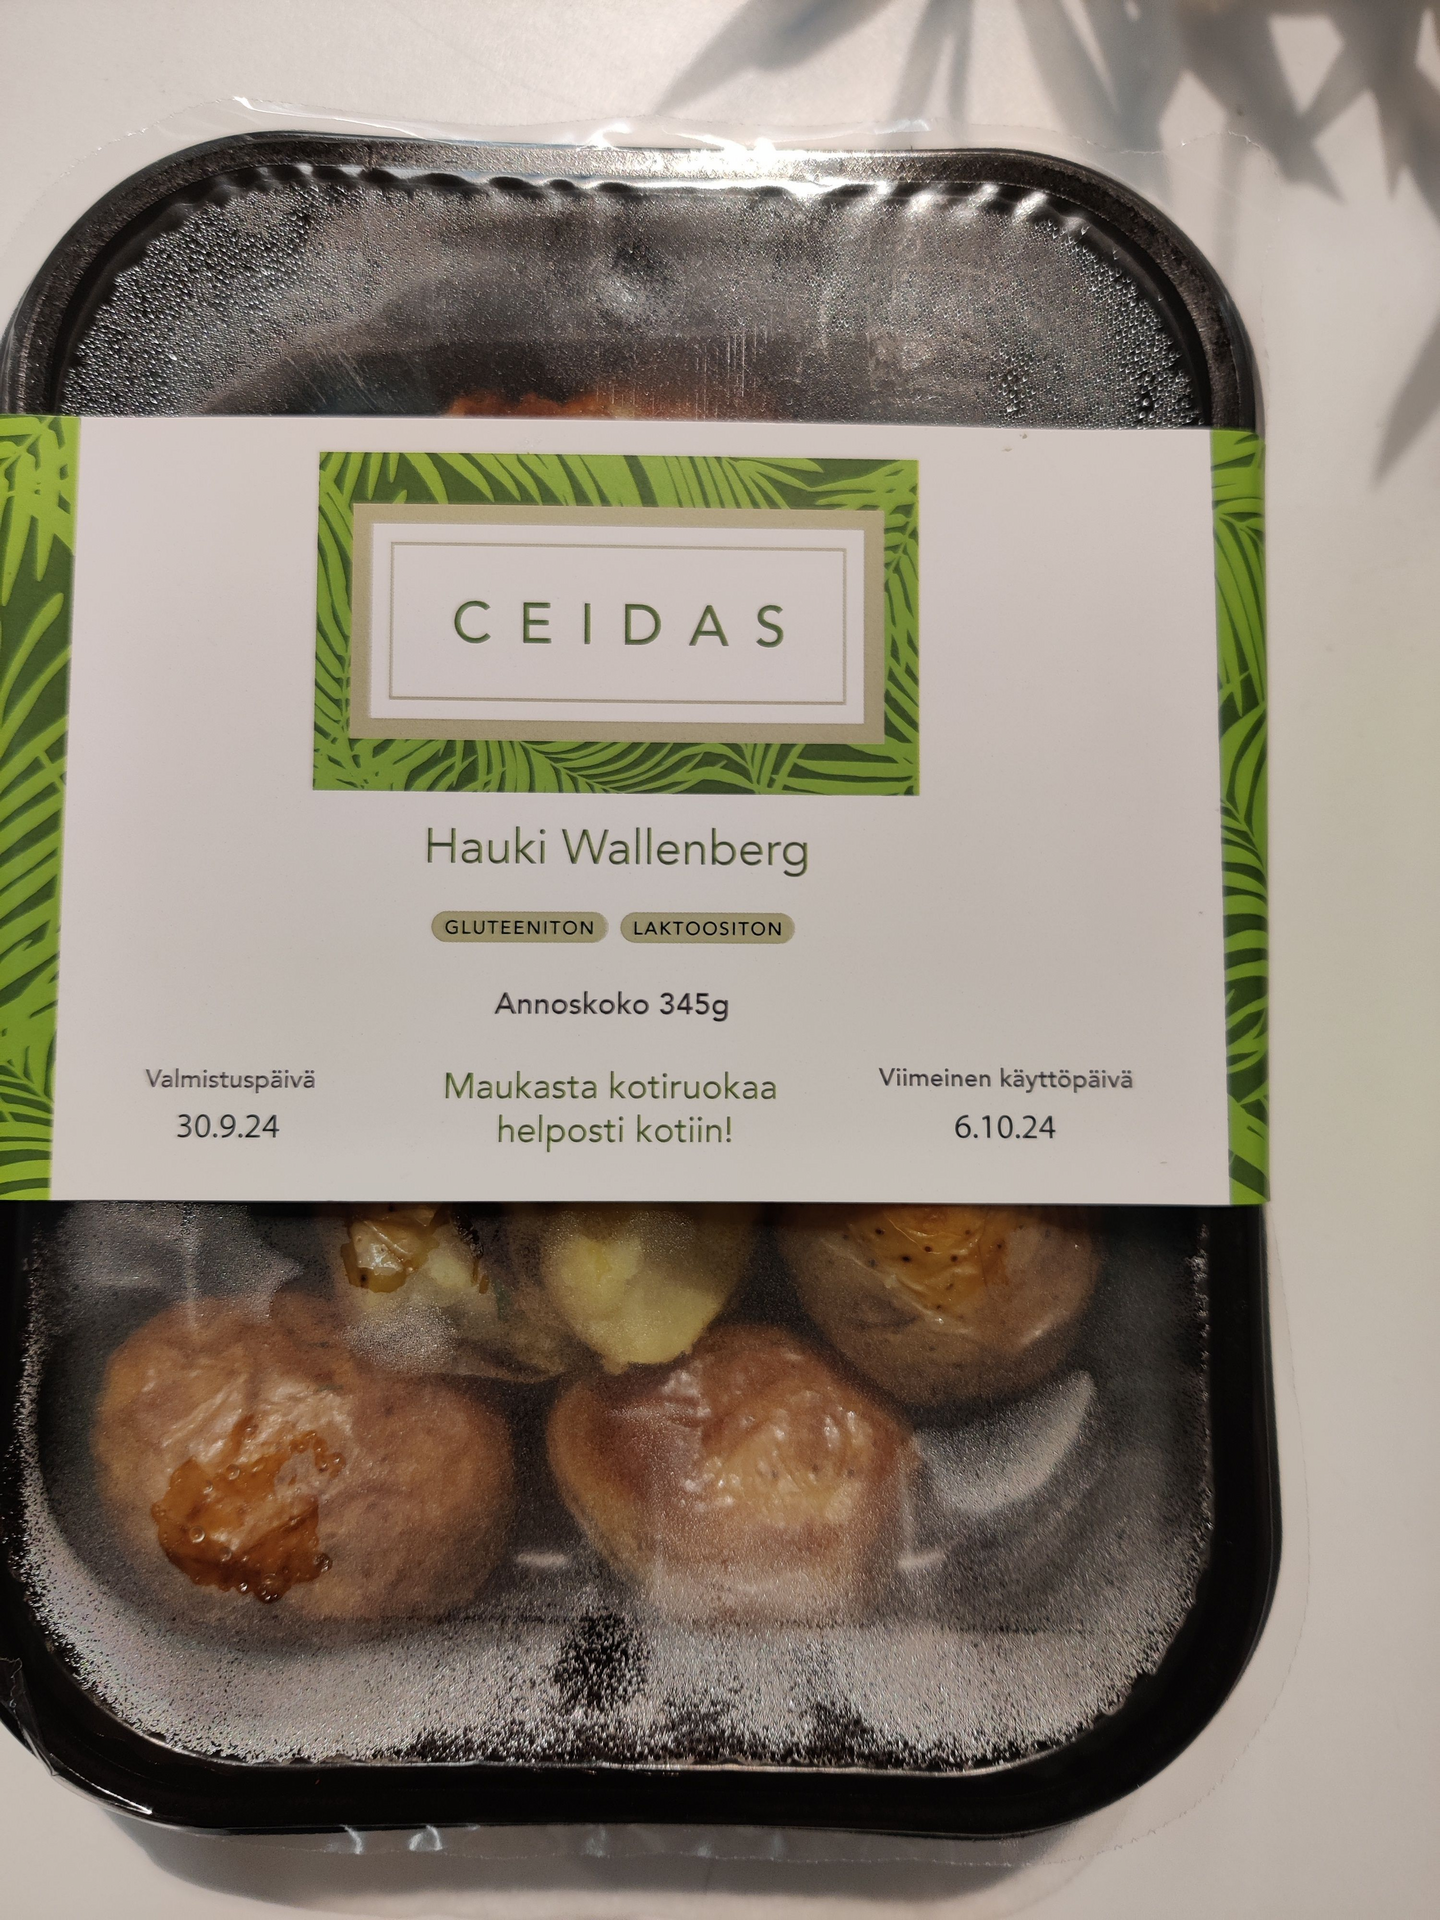 CEIDAS
Hauki Wallenberg
GLUTEENITON LAKTOOSITON
Annoskoko 345g
Valmistuspäivä
30.9.24
Maukasta kotiruokaa
helposti kotiin!
Viimeinen käyttöpäivä
6.10.24